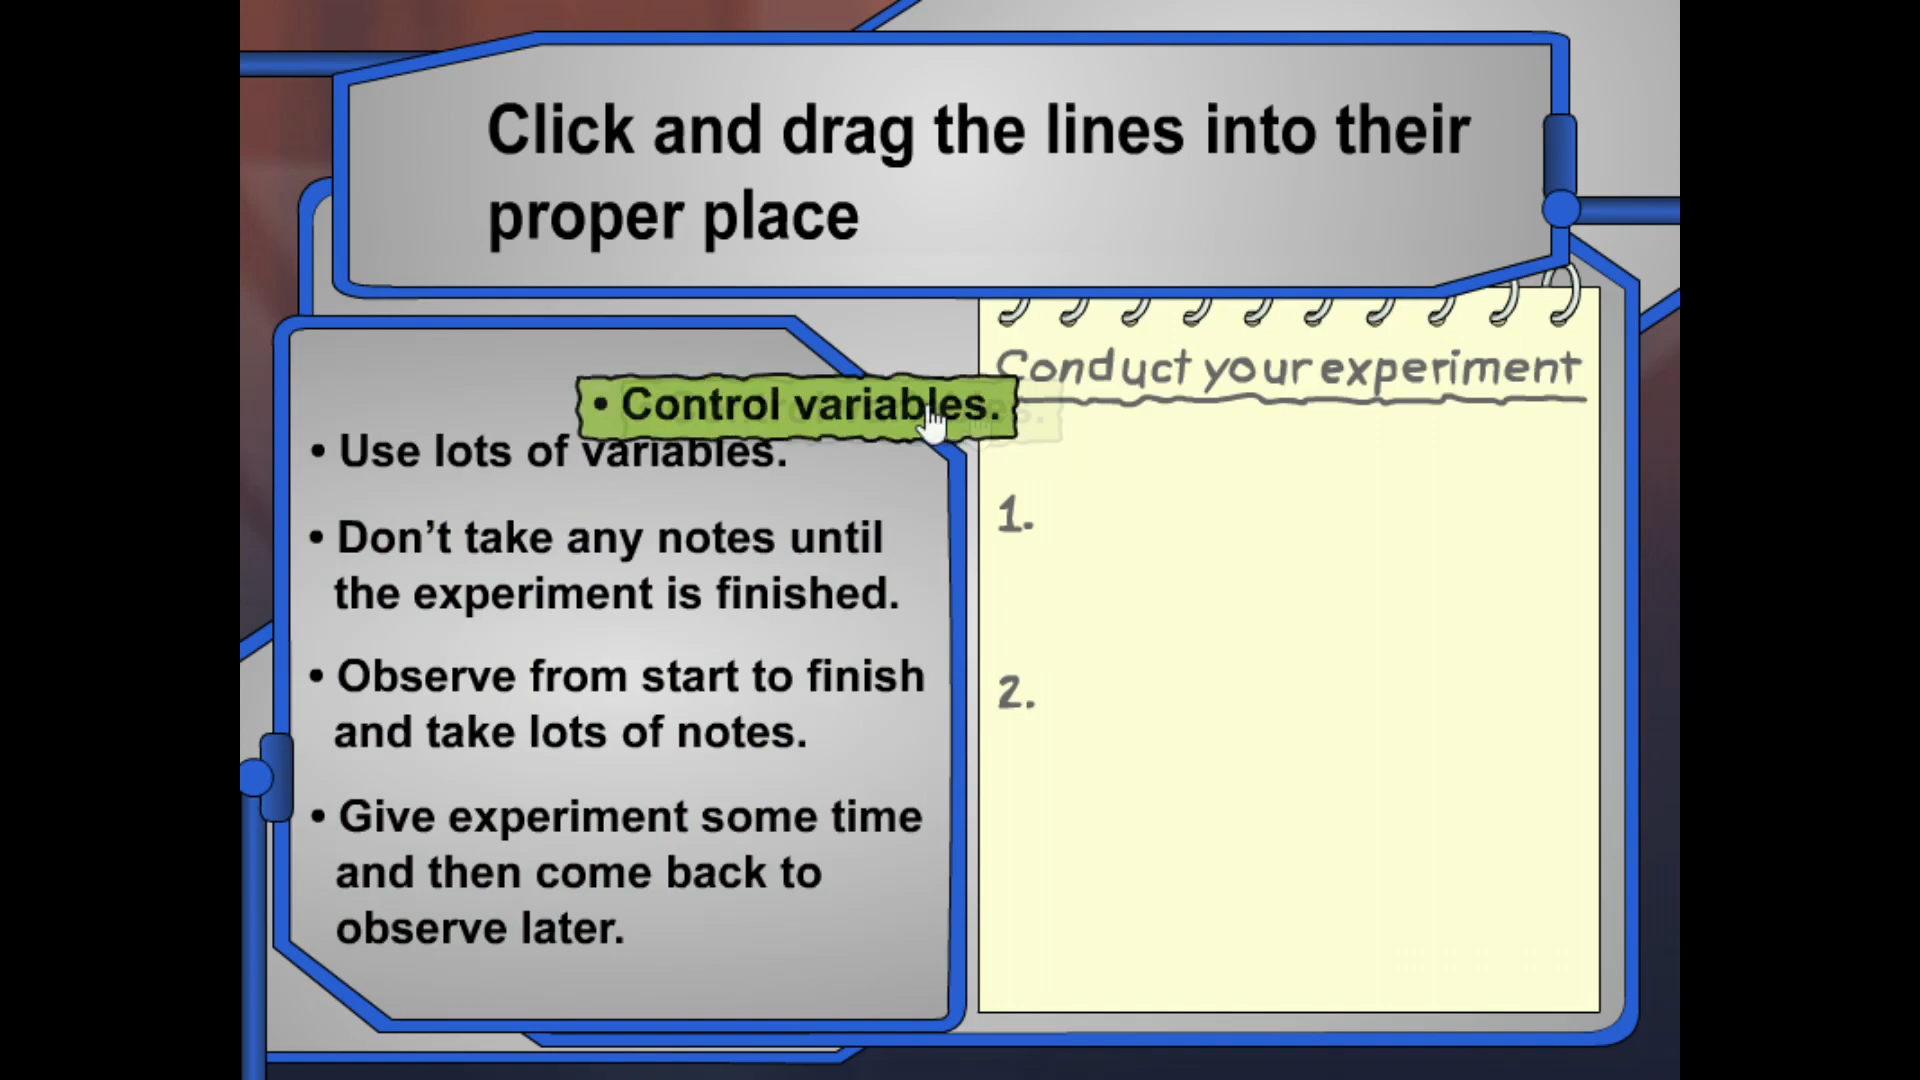 Click and drag the lines into their
proper place
Conduct your experiment
• Control variables.
• Use lots of variables.
• Don’t take any notes until
the experiment is finished.
• Observe from start to finish
and take lots of notes.
• Give experiment some time
and then come back to
observe later.
1.
2.